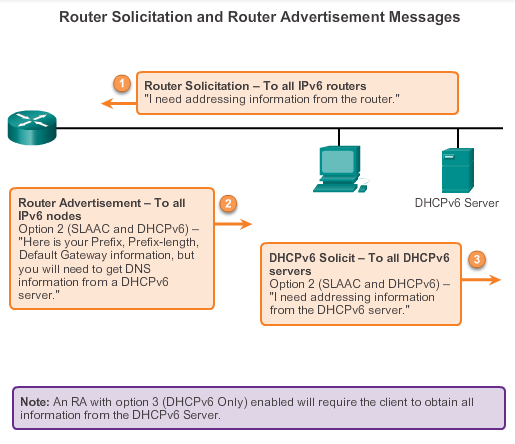 Router Solicitation and Router Advertisement Messages
1
Router Solicitation – To all IPv6 routers
"I need addressing information from the router."
DHCPv6 Server
Router Advertisement – To all
IPv6 nodes
Option 2 (SLAAC and DHCPv6) –
"Here is your Prefix, Prefix-length,
Default Gateway information, but
you will need to get DNS
information from a DHCPv6
server."
2
DHCPv6 Solicit – To all DHCPv6
servers
Option 2 (SLAAC and DHCPv6) –
"I need addressing information
from the DHCPv6 server."
3
Note: An RA with option 3 (DHCPv6 Only) enabled will require the client to obtain all
information from the DHCPv6 Server.